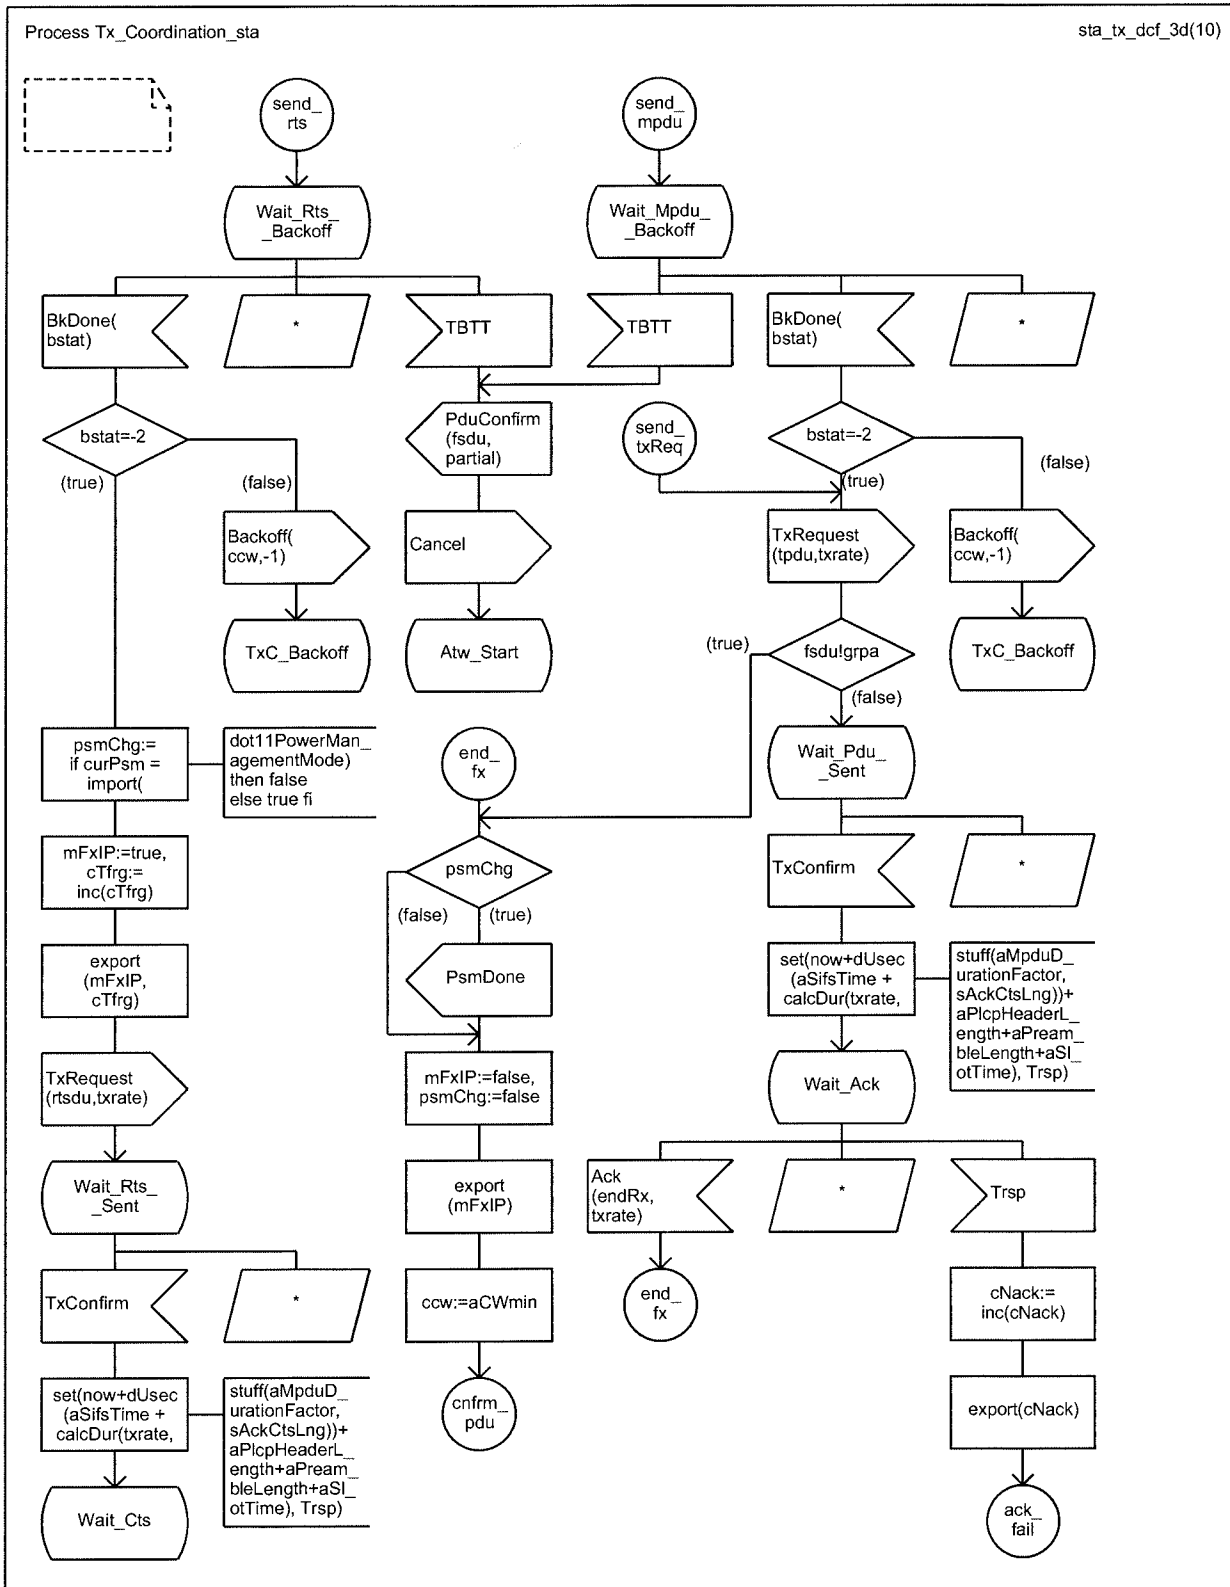 Process Tx_Coordination_sta
sta_tx_dcf_3d(10)
send_
rts
send_
mpdu
Wait_Rts_
_Backoff
Wait_Mpdu_
_Backoff
BkDone(
bstat)
*
TBTT
TBTT
BkDone(
bstat)
*
bstat=-2
(true)
(false)
PduConfirm
(fsdu,
partial)
send_
txReq
bstat=-2
(true)
(false)
Backoff(
ccw,-1)
Cancel
TxRequest
(tpdu,txrate)
Backoff(
ccw,-1)
TxC_Backoff
Atw_Start
(true)
fsdu!grpa
(false)
TxC_Backoff
psmChg:=
if curPsm =
import(
dot11PowerMan_
agementMode)
then false
else true fi
end_
fx
Wait_Pdu_
_Sent
mFxIP:=true,
cTfrg:=
inc(cTfrg)
psmChg
(false)
(true)
TxConfirm
*
export
(mFxIP,
cTfrg)
PsmDone
set(now+dUsec
(aSifsTime +
calcDur(txrate,
stuff(aMpduD_
urationFactor,
sAckCtsLng))+
aPlcpHeaderL_
ength+aPream_
bleLength+aSl_
otTime), Trsp)
TxRequest
(rtsdu,txrate)
mFxIP:=false,
psmChg:=false
Wait_Ack
Wait_Rts_
_Sent
export
(mFxIP)
Ack
(endRx,
txrate)
*
Trsp
TxConfirm
*
ccw:=aCWmin
end_
fx
cNack:=
inc(cNack)
set(now+dUsec
(aSifsTime +
calcDur(txrate,
stuff(aMpduD_
urationFactor,
sAckCtsLng))+
aPlcpHeaderL_
ength+aPream_
bleLength+aSl_
otTime), Trsp)
cnfrm_
pdu
export(cNack)
Wait_Cts
ack_
fail